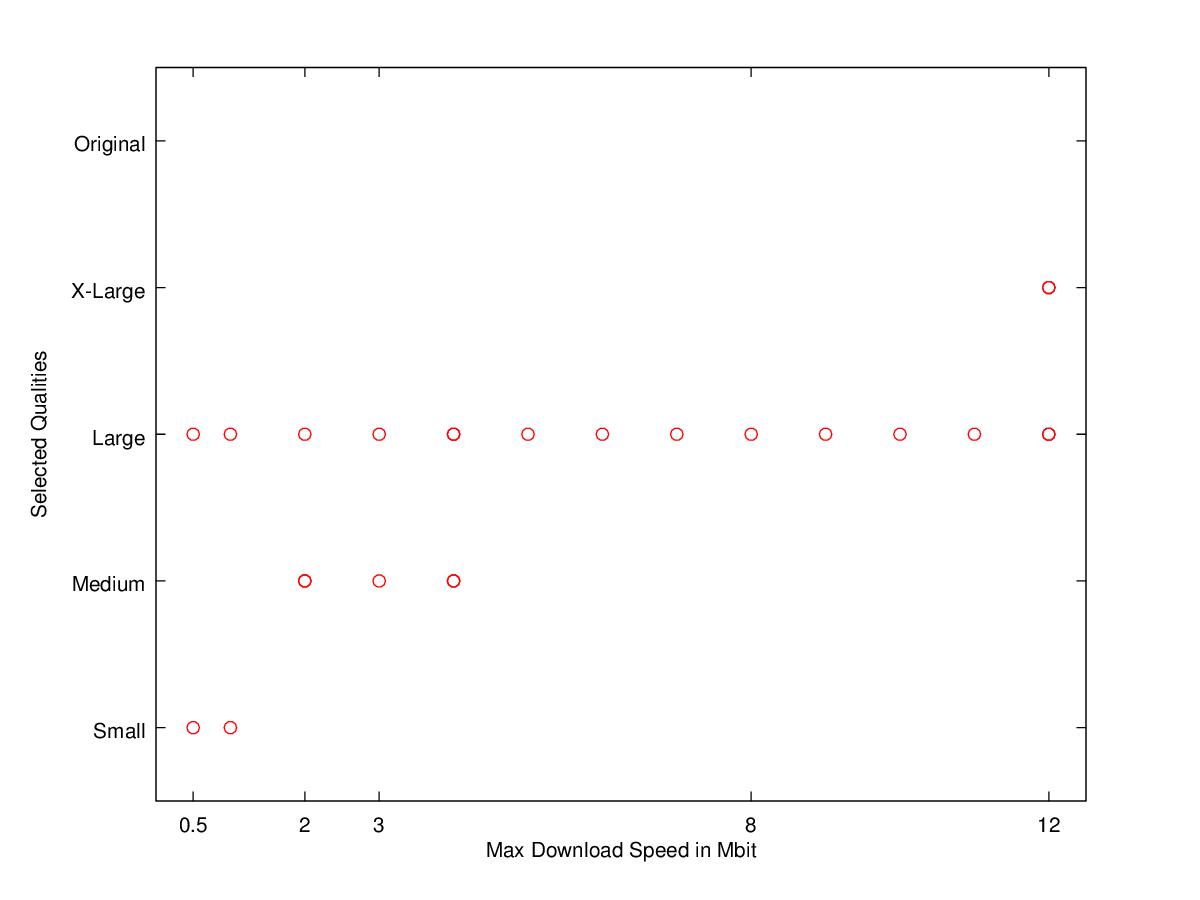 Original
X-Large
Large
Medium
Small
Selected Qualities
0.5 2 3 8 12
Max Download Speed in Mbit